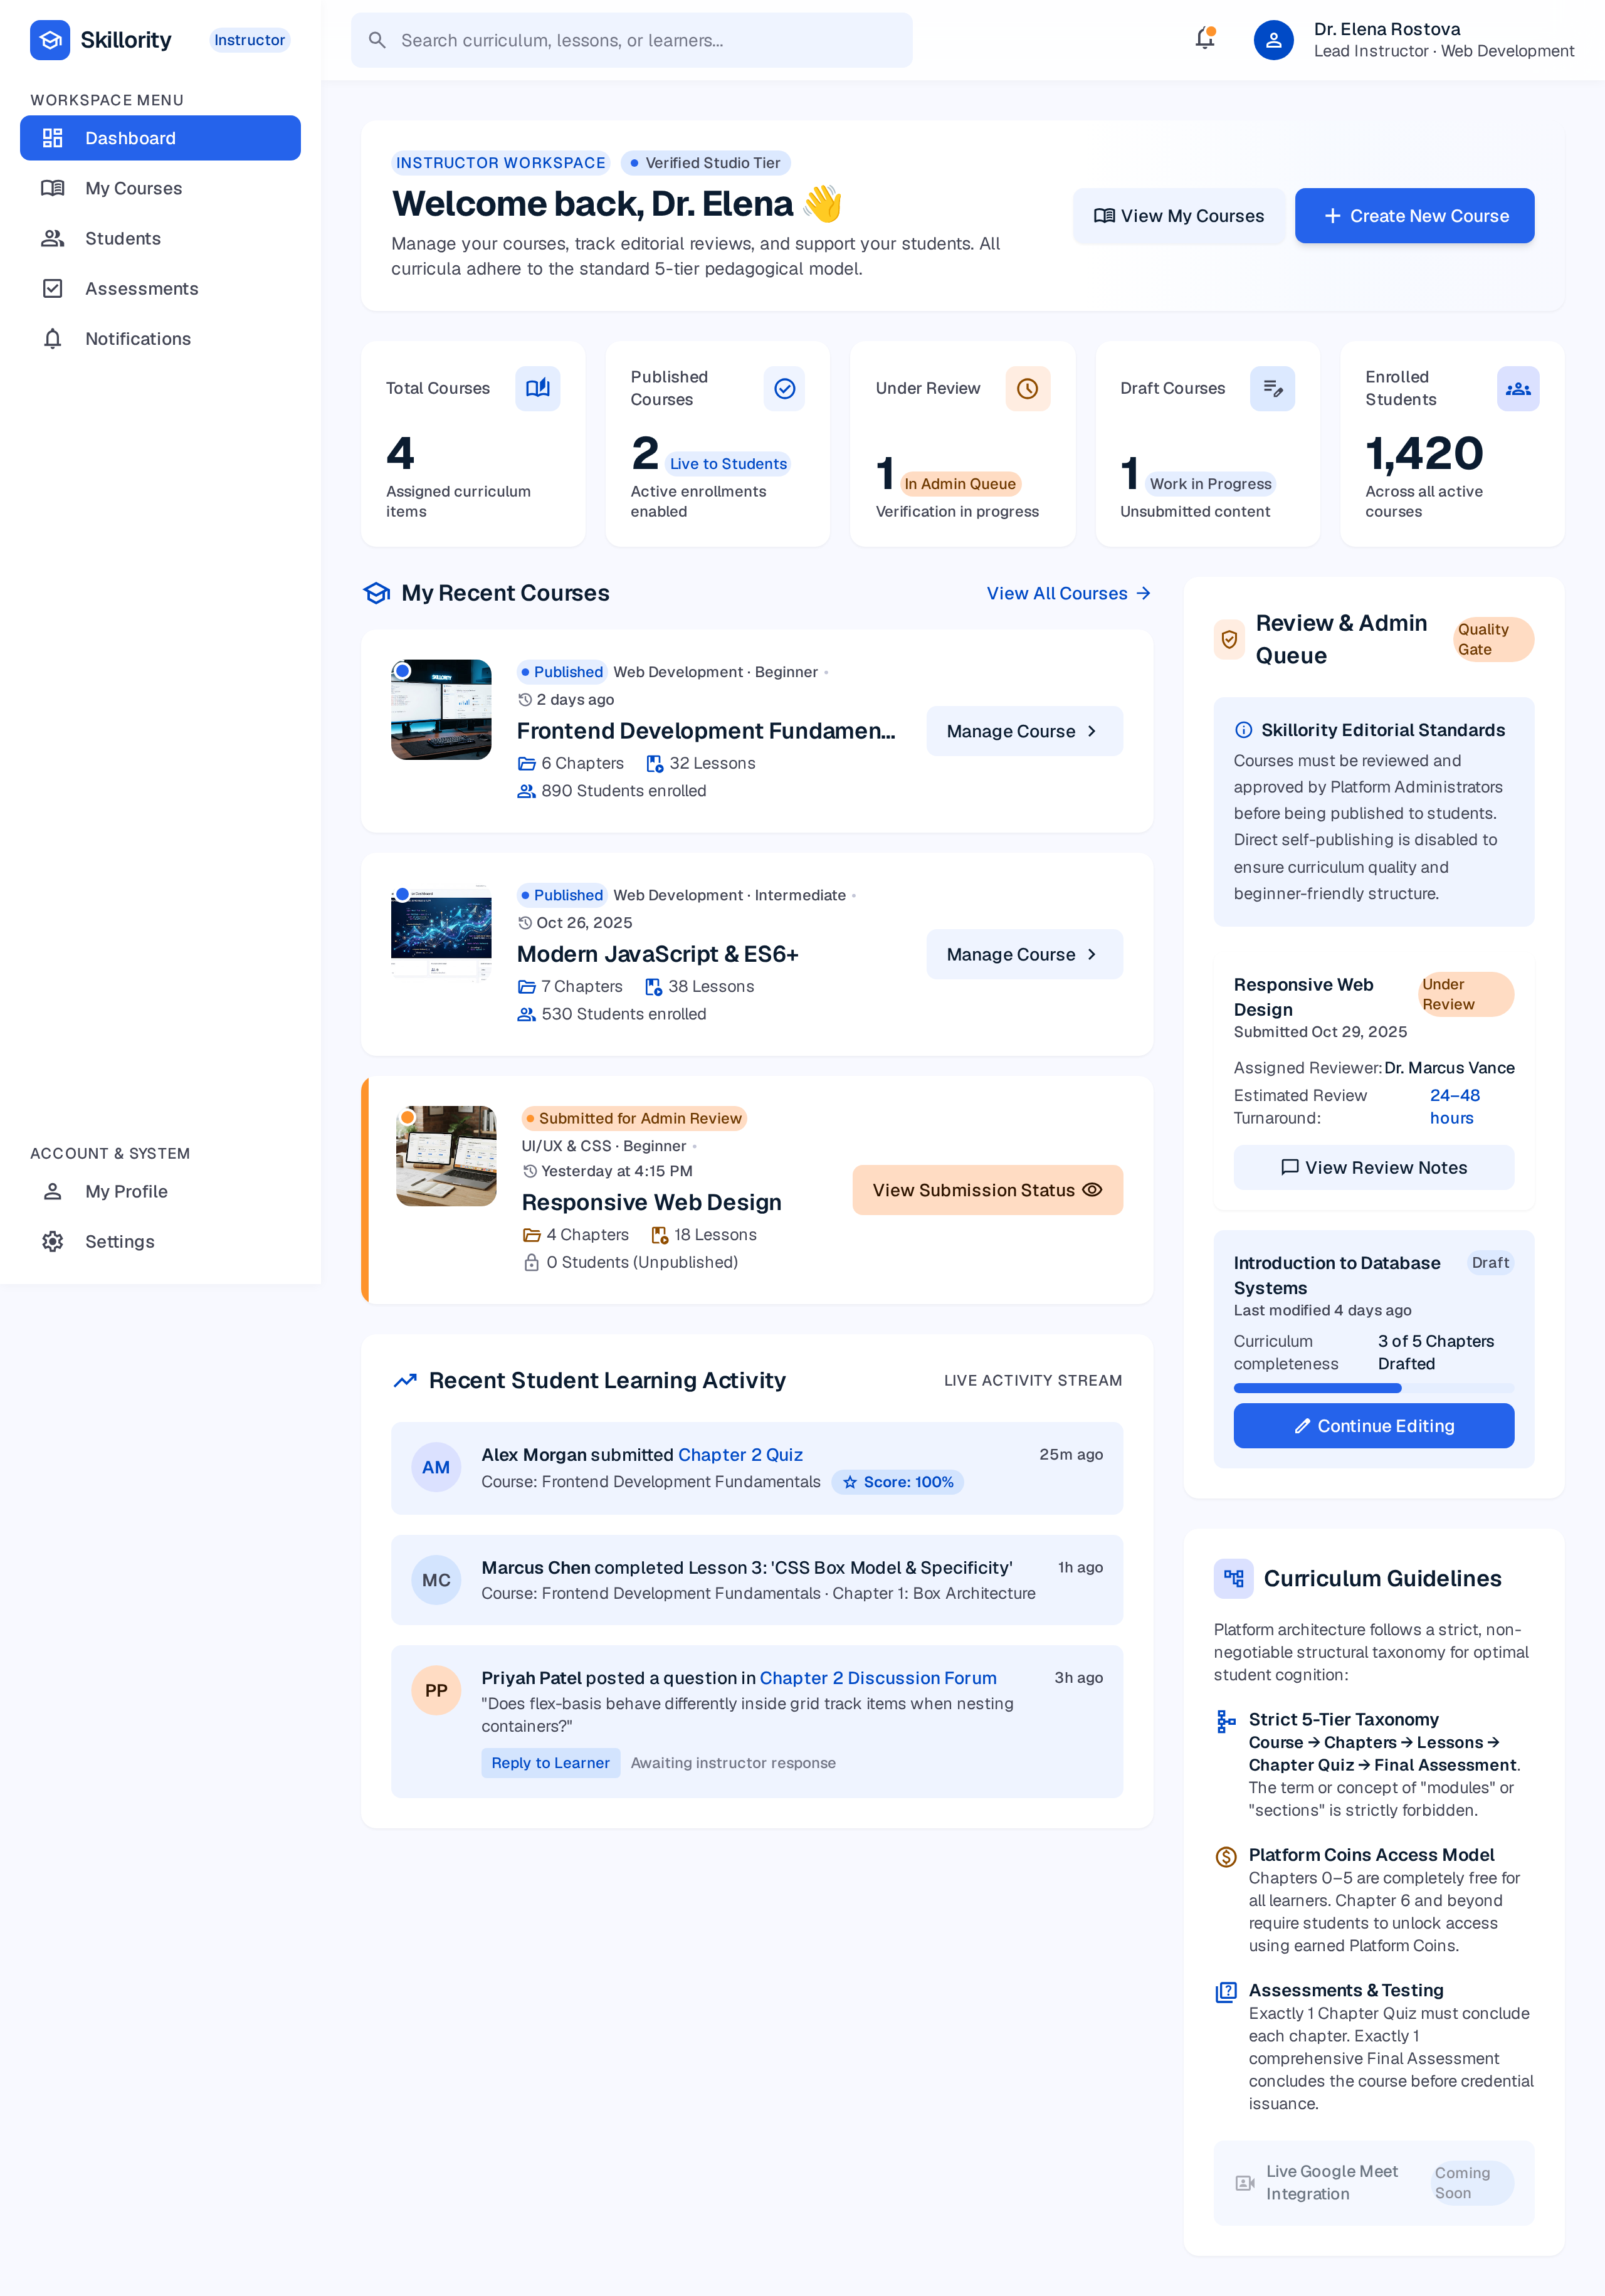 Skillority
Instructor
Search curriculum, lessons, or learners...
Dr. Elena Rostova
Lead Instructor · Web Development
WORKSPACE MENU
Dashboard
My Courses
Students
Assessments
Notifications
ACCOUNT & SYSTEM
My Profile
Settings
INSTRUCTOR WORKSPACE
Verified Studio Tier
Welcome back, Dr. Elena 👋
Manage your courses, track editorial reviews, and support your students. All
curricula adhere to the standard 5-tier pedagogical model.
View My Courses
Create New Course
Total Courses
4
Assigned curriculum
items
Published
Courses
2 Live to Students
Active enrollments
enabled
Under Review
1 In Admin Queue
Verification in progress
Draft Courses
1 Work in Progress
Unsubmitted content
Enrolled
Students
1,420
Across all active
courses
My Recent Courses
View All Courses →
SKILLORITY
Published Web Development · Beginner •
2 days ago
Frontend Development Fundamen...
6 Chapters 32 Lessons
890 Students enrolled
Manage Course
Published Web Development · Intermediate •
Oct 26, 2025
Modern JavaScript & ES6+
7 Chapters 38 Lessons
530 Students enrolled
Manage Course
Submitted for Admin Review
UI/UX & CSS · Beginner •
Yesterday at 4:15 PM
Responsive Web Design
4 Chapters 18 Lessons
0 Students (Unpublished)
View Submission Status
Recent Student Learning Activity
LIVE ACTIVITY STREAM
AM
Alex Morgan submitted Chapter 2 Quiz
25m ago
Course: Frontend Development Fundamentals
Score: 100%
MC
Marcus Chen completed Lesson 3: 'CSS Box Model & Specificity'
1h ago
Course: Frontend Development Fundamentals · Chapter 1: Box Architecture
PP
Priyah Patel posted a question in Chapter 2 Discussion Forum
3h ago
"Does flex-basis behave differently inside grid track items when nesting
containers?"
Reply to Learner
Awaiting instructor response
Review & Admin
Queue
Quality
Gate
Skillority Editorial Standards
Courses must be reviewed and
approved by Platform Administrators
before being published to students.
Direct self-publishing is disabled to
ensure curriculum quality and
beginner-friendly structure.
Responsive Web
Design
Under
Review
Submitted Oct 29, 2025
Assigned Reviewer: Dr. Marcus Vance
Estimated Review
Turnaround:
24–48
hours
View Review Notes
Introduction to Database
Systems
Draft
Last modified 4 days ago
Curriculum
completeness
3 of 5 Chapters
Drafted
Continue Editing
Curriculum Guidelines
Platform architecture follows a strict, non-
negotiable structural taxonomy for optimal
student cognition:
Strict 5-Tier Taxonomy
Course → Chapters → Lessons →
Chapter Quiz → Final Assessment.
The term or concept of "modules" or
"sections" is strictly forbidden.
Platform Coins Access Model
Chapters 0–5 are completely free for
all learners. Chapter 6 and beyond
require students to unlock access
using earned Platform Coins.
Assessments & Testing
Exactly 1 Chapter Quiz must conclude
each chapter. Exactly 1
comprehensive Final Assessment
concludes the course before credential
issuance.
Live Google Meet
Integration
Coming
Soon